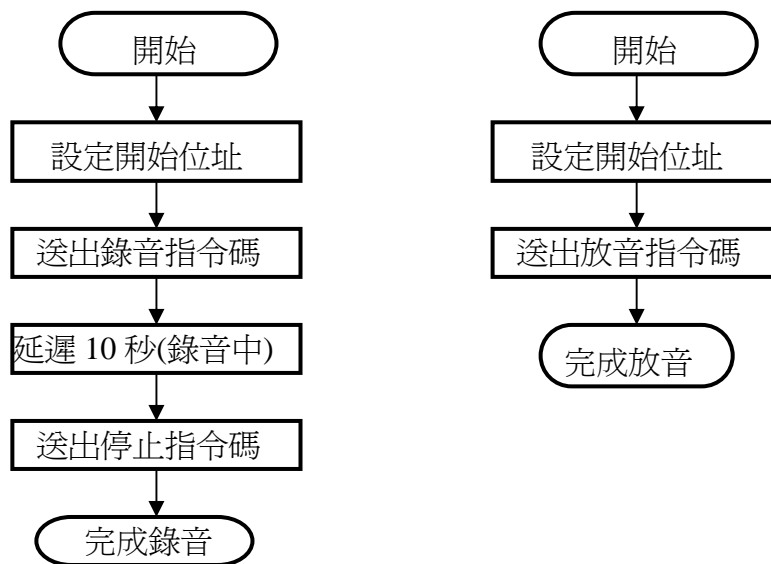 開始
設定開始位址
送出錄音指令碼
延遲 10 秒(錄音中)
送出停止指令碼
完成錄音
開始
設定開始位址
送出放音指令碼
完成放音